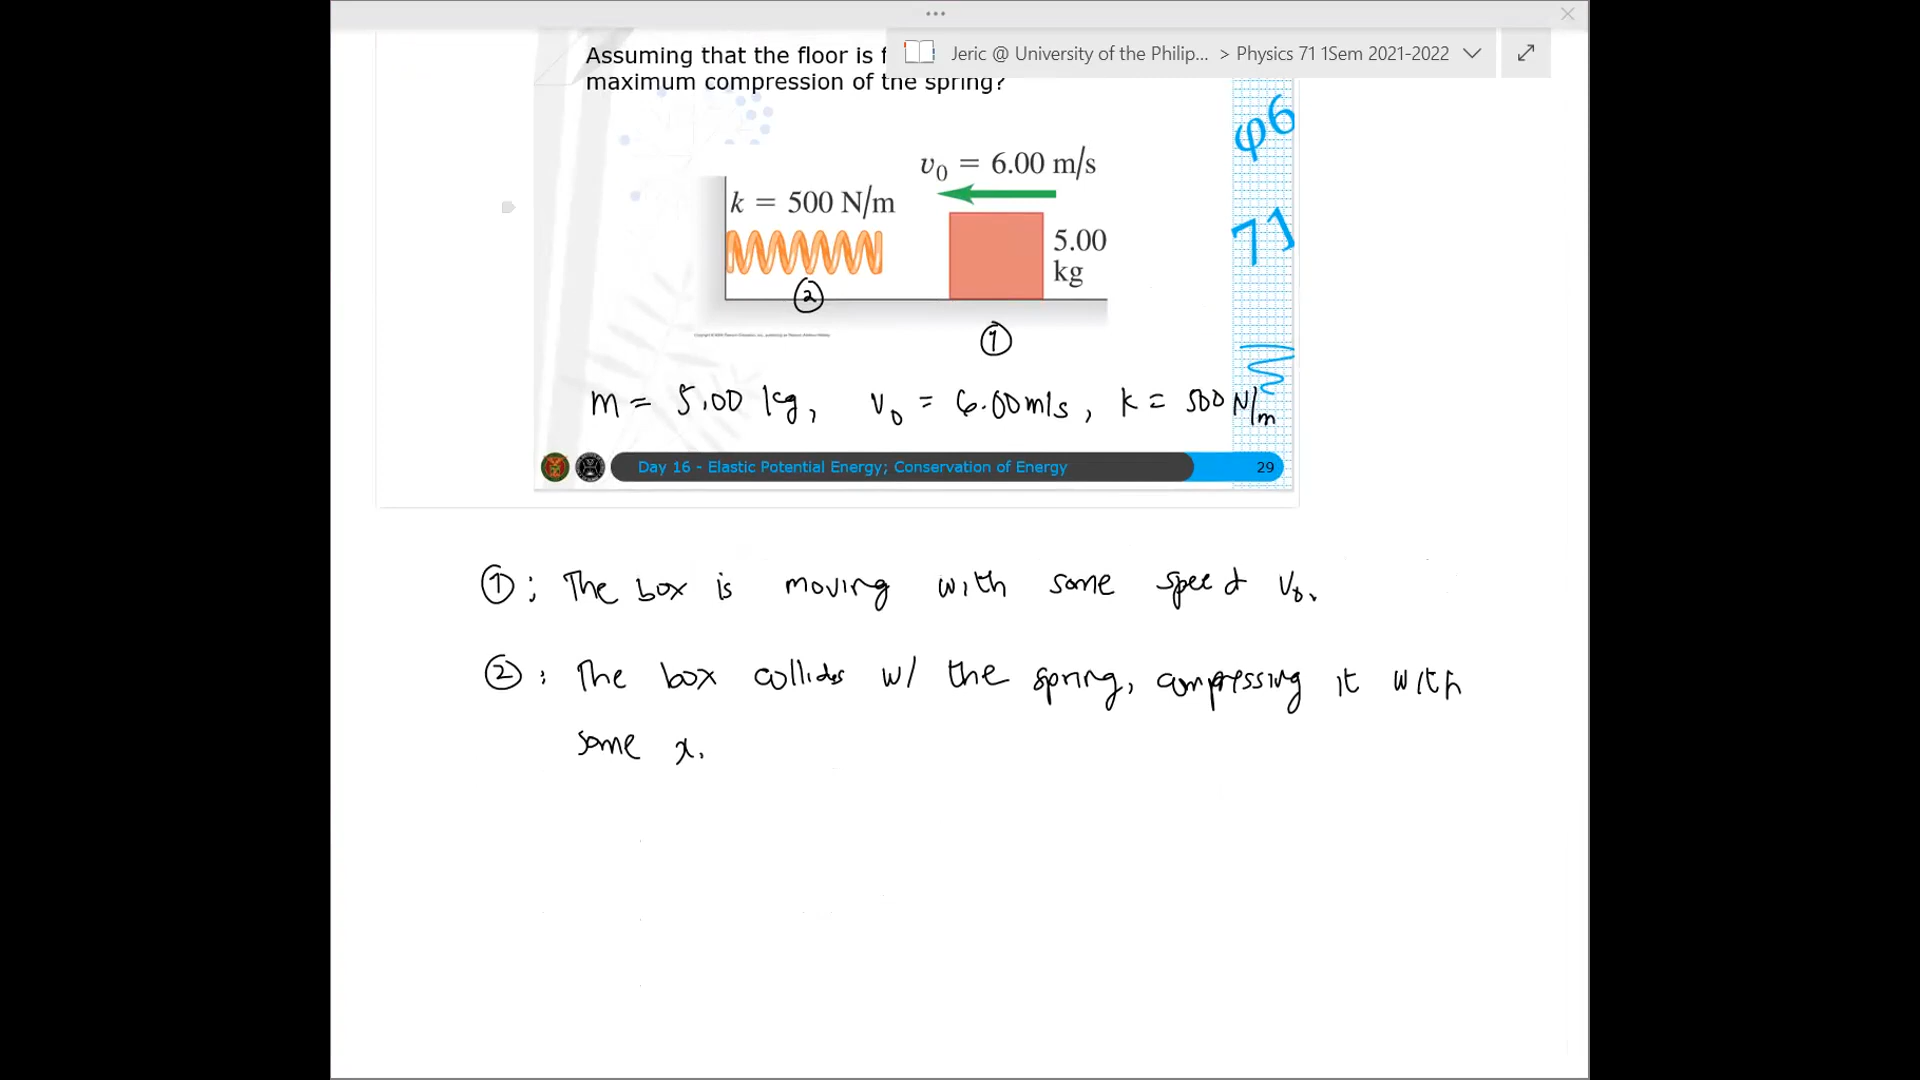 Assuming that the floor is f
Jeric @ University of the Philip... > Physics 71 1Sem 2021-2022
maximum compression of the spring?
φ6
v0 = 6.00 m/s
k = 500 N/m
71
5.00
kg
②
①
m = 5.00 kg, v0 = 6.00 m/s, k = 500 N/m
Day 16 - Elastic Potential Energy; Conservation of Energy
29
① : The box is moving with some speed v0.
② : The box collides w/ the spring, compressing it with
some x.